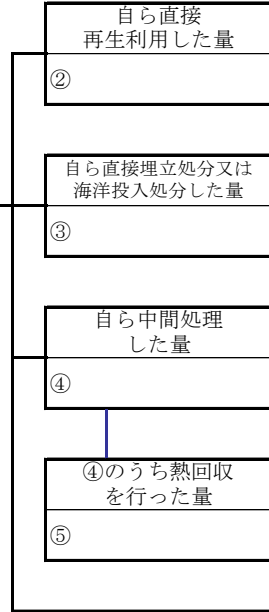 自ら直接
再生利用した量
②
自ら直接埋立処分又は
海洋投入処分した量
③
自ら中間処理
した量
④
④のうち熱回収
を行った量
⑤